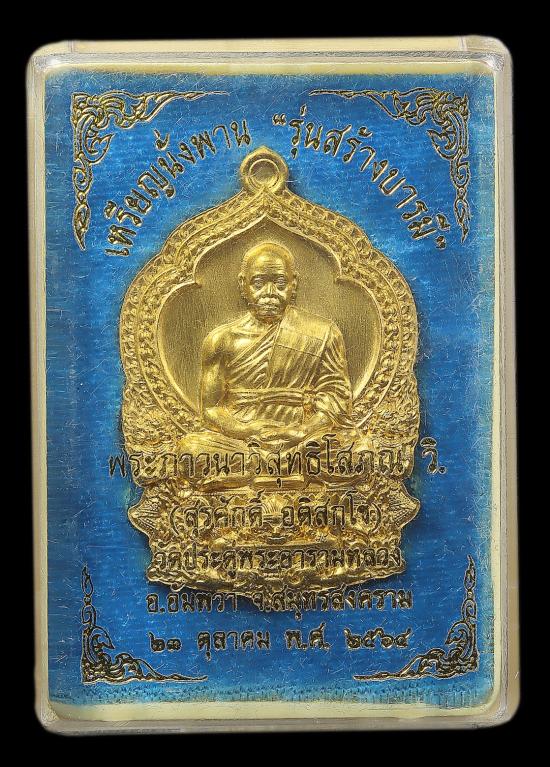 เหรียญนั่งพาน "รุ่นสร้างบารมี"
พระภาวนาวิสุทธิโสภณ วิ.
(สุรศักดิ์ อติสกฺโข)
วัดประดู่พระอารามหลวง
อ.อัมพวา จ.สมุทรสงคราม
๒๓ ตุลาคม พ.ศ. ๒๕๖๔